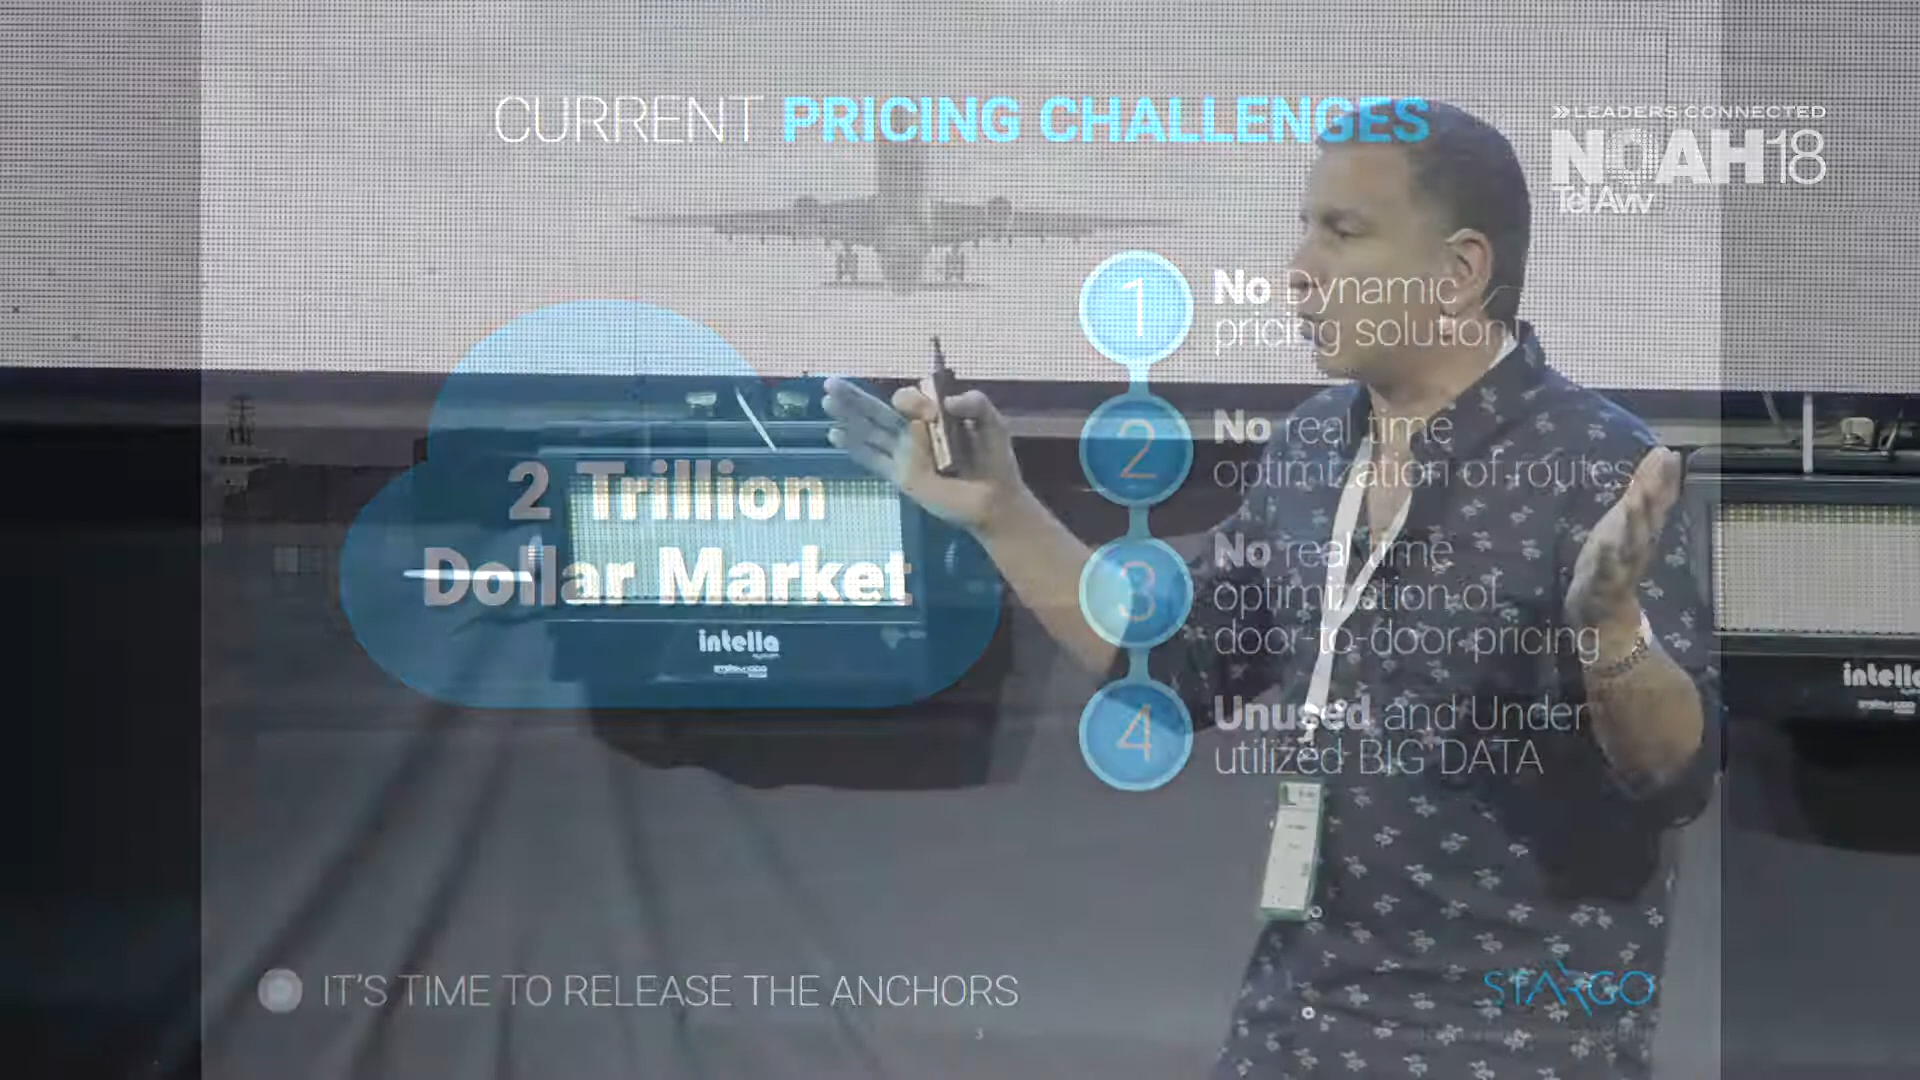 CURRENT PRICING CHALLENGES
LEADERS CONNECTED
NOAH18
Tel Aviv
1
No Dynamic
pricing solution
2
No real time
optimization of routes
3
No real time
optimization of
door-to-door pricing
4
Unused and Under
utilized BIG DATA
2 Trillion
Dollar Market
intella
intella
IT'S TIME TO RELEASE THE ANCHORS
STARGO
3